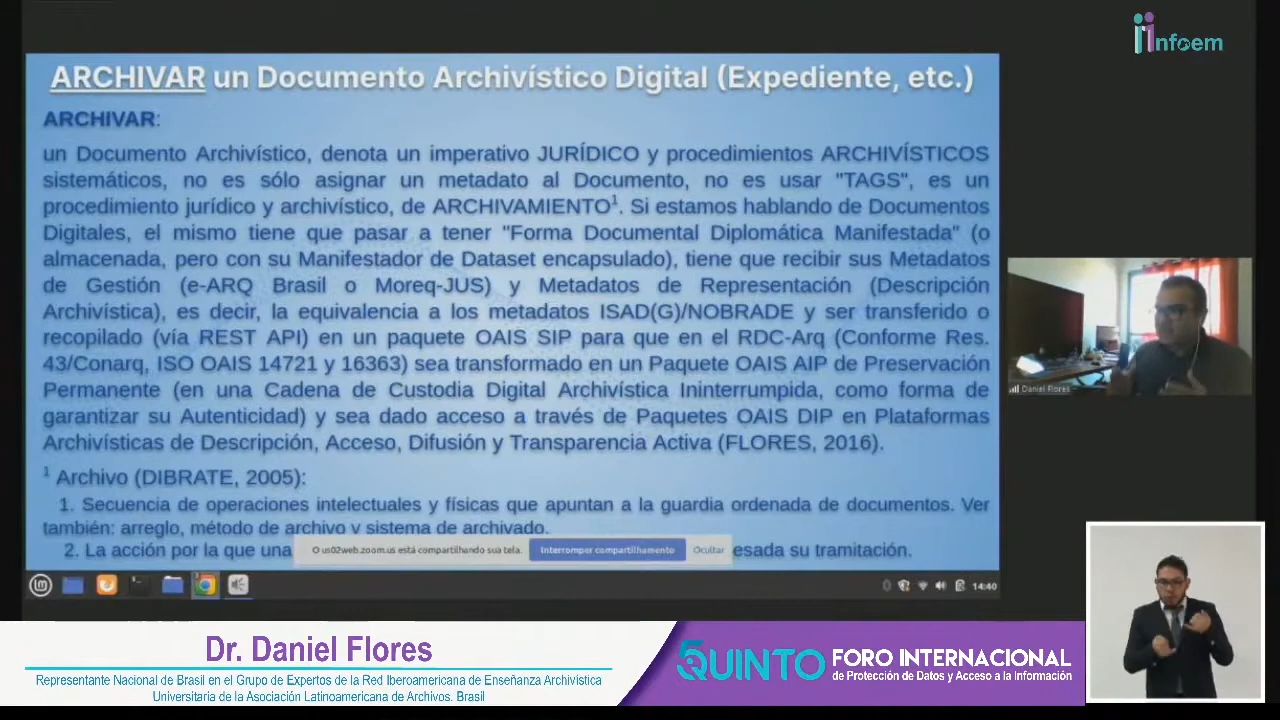 infoem
ARCHIVAR un Documento Archivístico Digital (Expediente, etc.)
ARCHIVAR:
un Documento Archivístico, denota un imperativo JURÍDICO y procedimientos ARCHIVÍSTICOS
sistemáticos, no es sólo asignar un metadato al Documento, no es usar "TAGS", es un
procedimiento jurídico y archivístico, de ARCHIVAMIENTO¹. Si estamos hablando de Documentos
Digitales, el mismo tiene que pasar a tener "Forma Documental Diplomática Manifestada" (o
almacenada, pero con su Manifestador de Dataset encapsulado), tiene que recibir sus Metadatos
de Gestión (e-ARQ Brasil o Moreq-JUS) y Metadatos de Representación (Descripción
Archivística), es decir, la equivalencia a los metadatos ISAD(G)/NOBRADE y ser transferido o
recopilado (vía REST API) en un paquete OAIS SIP para que en el RDC-Arq (Conforme Res.
43/Conarq, ISO OAIS 14721 y 16363) sea transformado en un Paquete OAIS AIP de Preservación
Permanente (en una Cadena de Custodia Digital Archivística Ininterrumpida, como forma de
garantizar su Autenticidad) y sea dado acceso a través de Paquetes OAIS DIP en Plataformas
Archivísticas de Descripción, Acceso, Difusión y Transparencia Activa (FLORES, 2016).
¹ Archivo (DIBRATE, 2005):
1. Secuencia de operaciones intelectuales y físicas que apuntan a la guardia ordenada de documentos. Ver
también: arreglo, método de archivo y sistema de archivado.
2. La acción por la que una
esada su tramitación.
O us02web.zoom.us está compartilhando sua tela.
Interromper compartilhamento
Ocultar
14:40
Daniel Flores
Dr. Daniel Flores
Representante Nacional de Brasil en el Grupo de Expertos de la Red Iberoamericana de Enseñanza Archivística
Universitaria de la Asociación Latinoamericana de Archivos. Brasil
5 QUINTO
FORO INTERNACIONAL
de Protección de Datos y Acceso a la Información